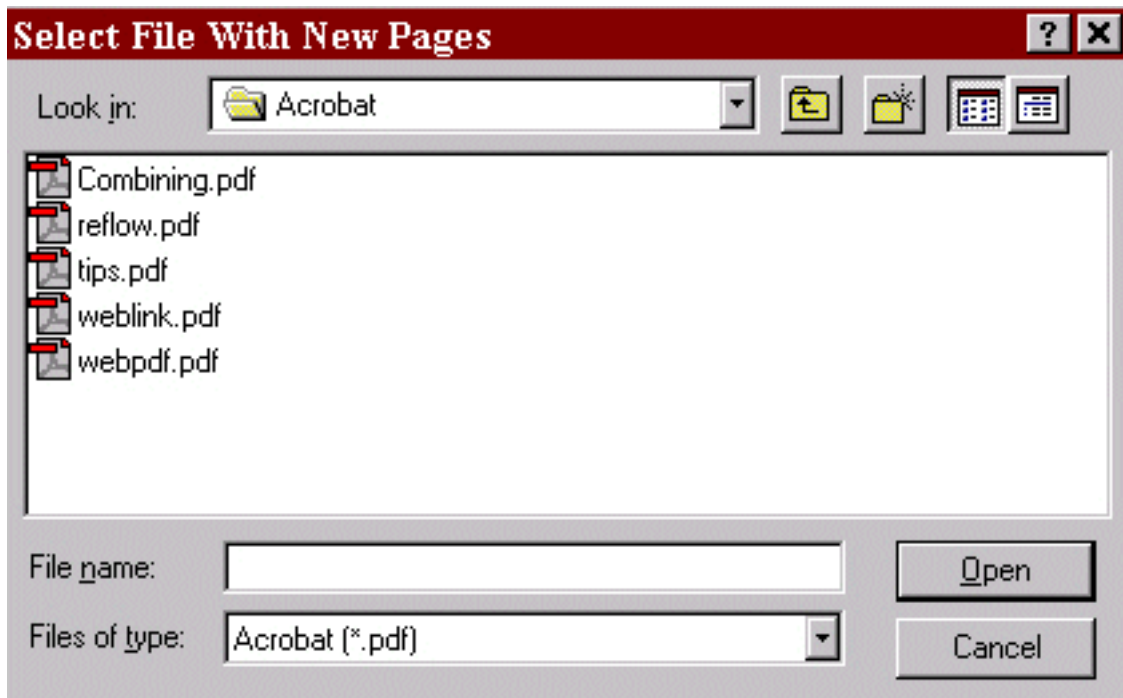 Select File With New Pages
Look in: Acrobat
Combining.pdf
reflow.pdf
tips.pdf
weblink.pdf
webpdf.pdf
File name: Open
Files of type: Acrobat (*.pdf) Cancel